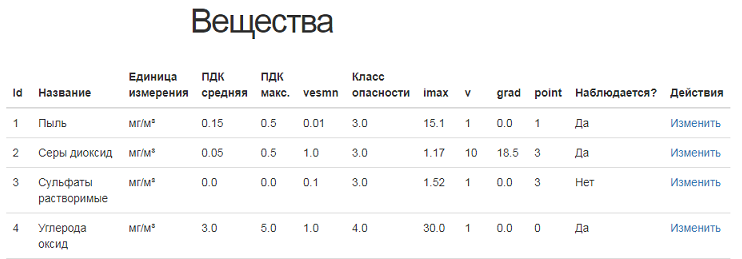 Вещества
Единица ПДК ПДК Класс
Id Название измерения средняя макс. vesmn опасности imax v grad point Наблюдается? Действия
1 Пыль мг/м³ 0.15 0.5 0.01 3.0 15.1 1 0.0 1 Да Изменить
2 Серы диоксид мг/м³ 0.05 0.5 1.0 3.0 1.17 10 18.5 3 Да Изменить
3 Сульфаты мг/м³ 0.0 0.0 0.1 3.0 1.52 1 0.0 3 Нет Изменить
растворимые
4 Углерода мг/м³ 3.0 5.0 1.0 4.0 30.0 1 0.0 0 Да Изменить
оксид